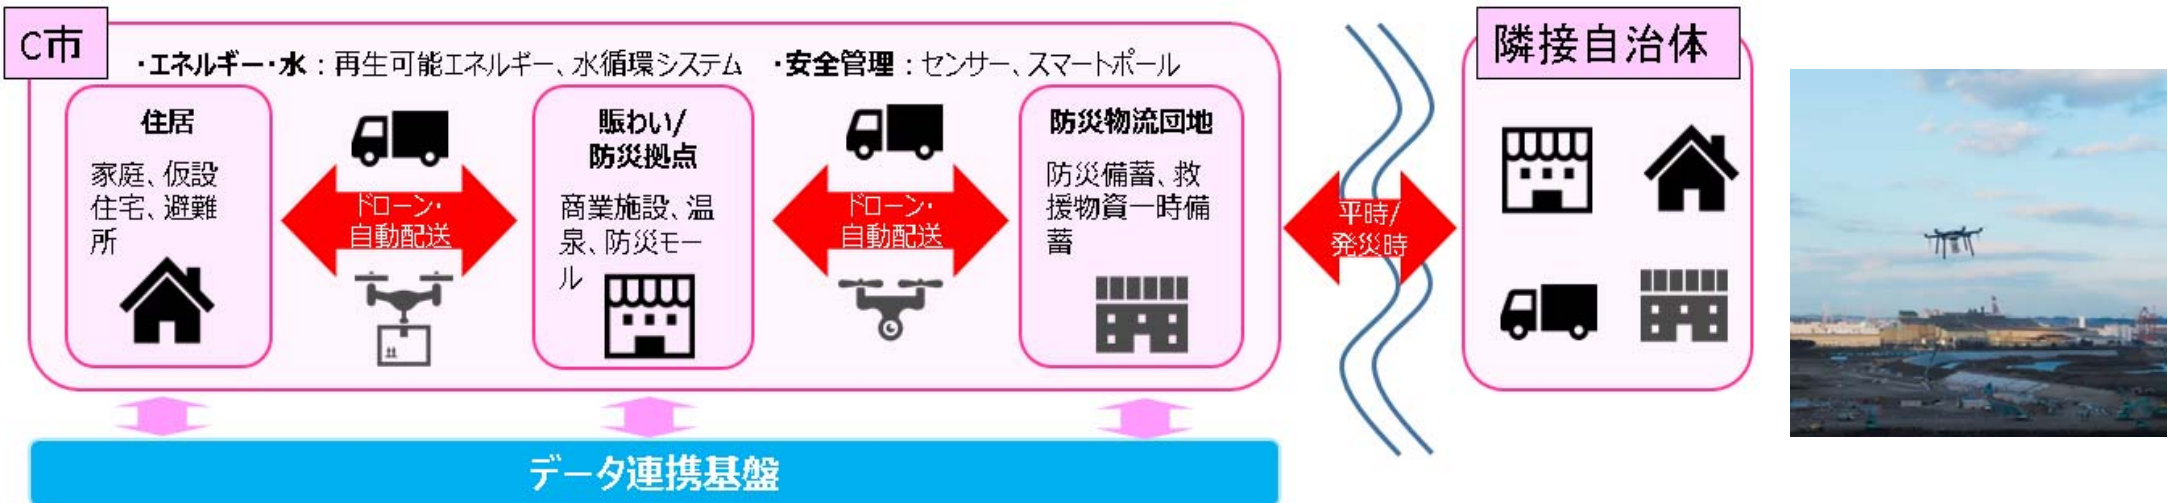 C市
・エネルギー・水：再生可能エネルギー、水循環システム　・安全管理：センサー、スマートポール
住居
家庭、仮設
住宅、避難
所
ドローン・
自動配送
賑わい/
防災拠点
商業施設、温
泉、防災モー
ル
ドローン・
自動配送
防災物流団地
防災備蓄、救
援物資一時備
蓄
平時/
発災時
隣接自治体
データ連携基盤